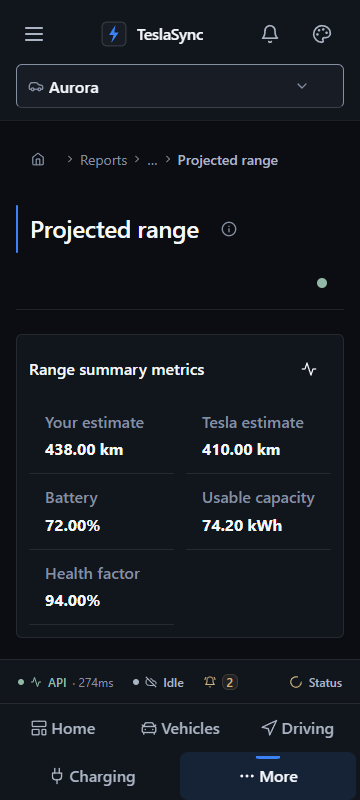 TeslaSync
Aurora
Reports ... Projected range
Projected range
Range summary metrics
Your estimate Tesla estimate
438.00 km 410.00 km
Battery Usable capacity
72.00% 74.20 kWh
Health factor
94.00%
API · 274ms Idle 2 Status
Home Vehicles Driving
Charging More